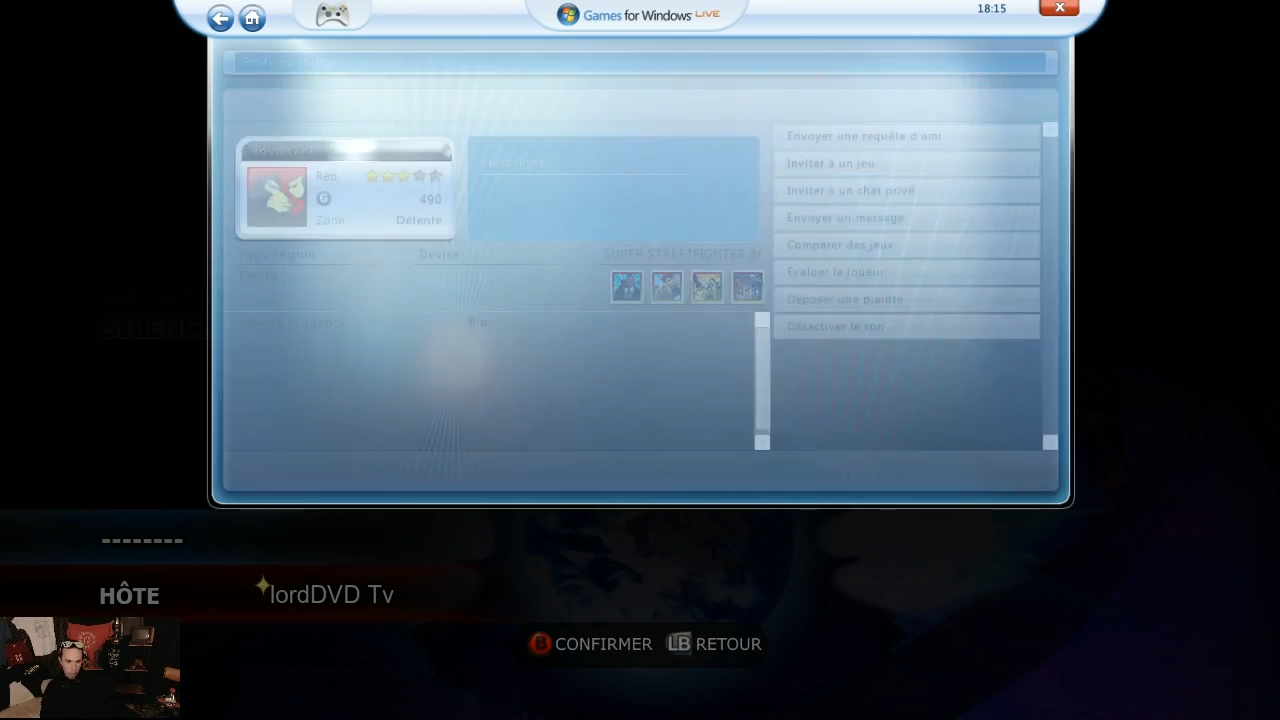 Games for Windows LIVE
18:15
Rep.
G
490
Zone
Détente
Hors ligne
Devise
SUPER STREETFIGHTER IV
Bio
Envoyer une requête d'ami
Inviter à un jeu
Inviter à un chat privé
Envoyer un message
Comparer des jeux
Évaluer le joueur
Déposer une plainte
Désactiver le son
--------
HÔTE
lordDVD Tv
B CONFIRMER LB RETOUR